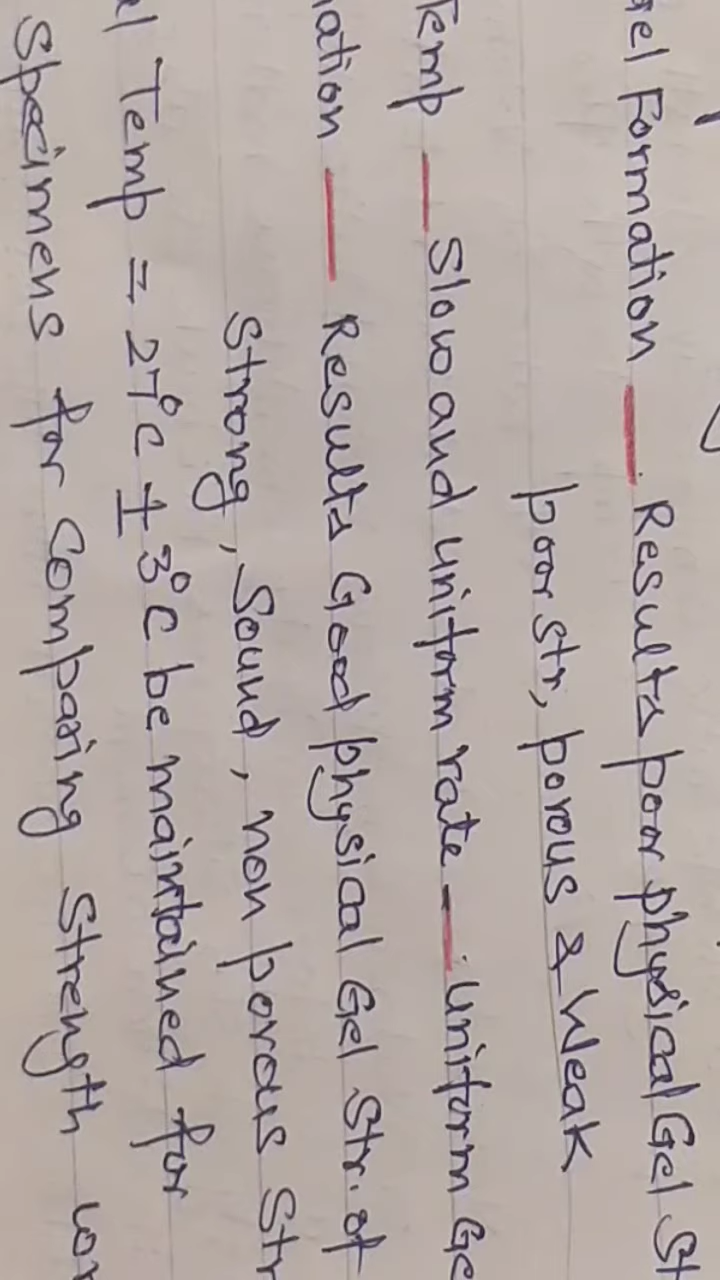 Gel Formation — Results poor physical Gel St
poor str, porous & Weak
Temp — Slow and uniform rate — uniform Ge
ation — Results Good physical Gel Str. of
Strong, Sound, non porous Str
al Temp = 27°C ± 3°C be maintained for
Specimens for Comparing Strength